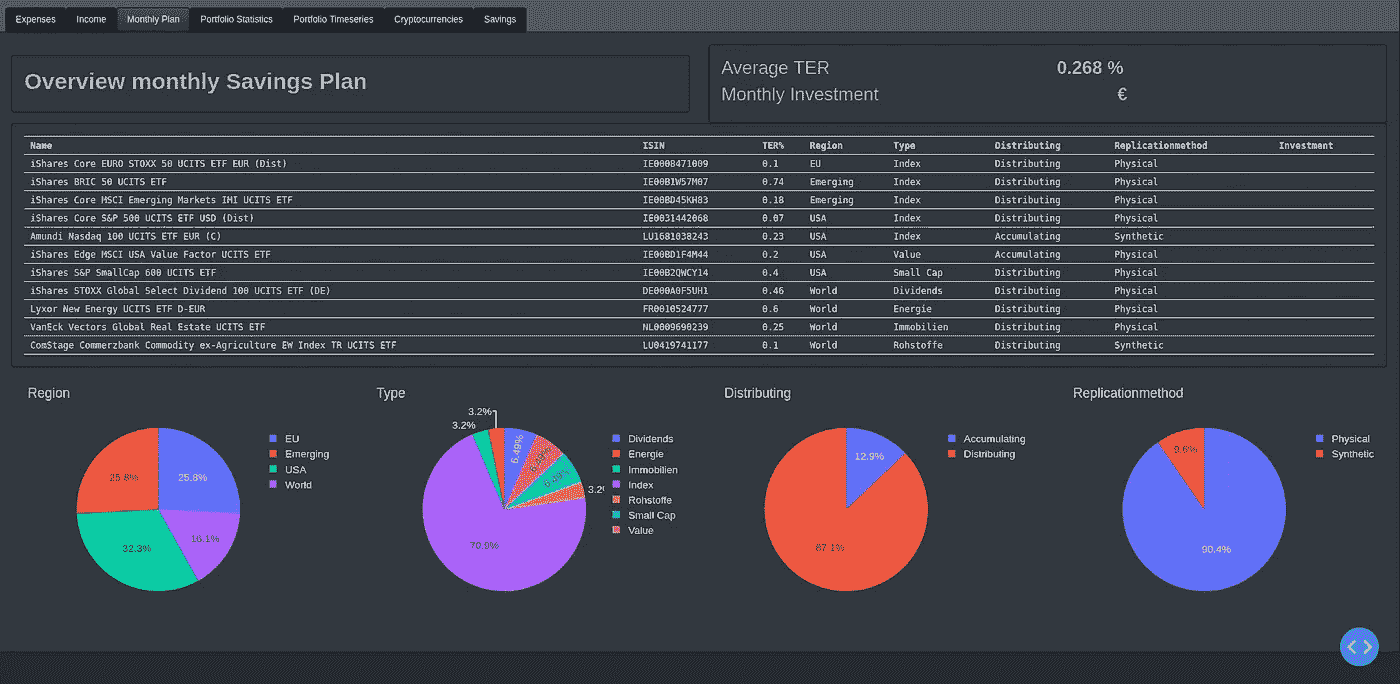 Expenses Income Monthly Plan Portfolio Statistics Portfolio Timeseries Cryptocurrencies Savings
Overview monthly Savings Plan
Average TER 0.268 %
Monthly Investment €
Name ISIN TER% Region Type Distributing Replicationmethod Investment
iShares Core EURO STOXX 50 UCITS ETF EUR (Dist) IE0008471009 0.1 EU Index Distributing Physical
iShares BRIC 50 UCITS ETF IE00B1W57M07 0.74 Emerging Index Distributing Physical
iShares Core MSCI Emerging Markets IMI UCITS ETF IE00BD45KH83 0.18 Emerging Index Distributing Physical
iShares Core S&P 500 UCITS ETF USD (Dist) IE0031442068 0.07 USA Index Distributing Physical
Amundi Nasdaq 100 UCITS ETF EUR (C) LU1681038243 0.23 USA Index Accumulating Synthetic
iShares Edge MSCI USA Value Factor UCITS ETF IE00BD1F4M44 0.2 USA Value Accumulating Physical
iShares S&P SmallCap 600 UCITS ETF IE00B2QWCY14 0.4 USA Small Cap Distributing Physical
iShares STOXX Global Select Dividend 100 UCITS ETF (DE) DE000A0F5UH1 0.46 World Dividends Distributing Physical
Lyxor New Energy UCITS ETF D-EUR FR0010524777 0.6 World Energie Distributing Physical
VanEck Vectors Global Real Estate UCITS ETF NL0009690239 0.25 World Immobilien Distributing Physical
ComStage Commerzbank Commodity ex-Agriculture EW Index TR UCITS ETF LU0419741177 0.1 World Rohstoffe Distributing Synthetic
Region
25.8%
25.8%
32.3%
16.1%
EU
Emerging
USA
World
Type
3.2%
3.2%
6.49%
3.2%
70.9%
Dividends
Energie
Immobilien
Index
Rohstoffe
Small Cap
Value
Distributing
12.9%
87.1%
Accumulating
Distributing
Replicationmethod
9.6%
90.4%
Physical
Synthetic